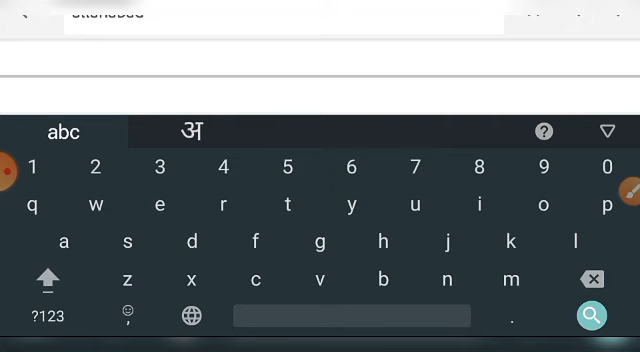 abc अ
1 2 3 4 5 6 7 8 9 0
q w e r t y u i o p
a s d f g h j k l
z x c v b n m
?123 , .